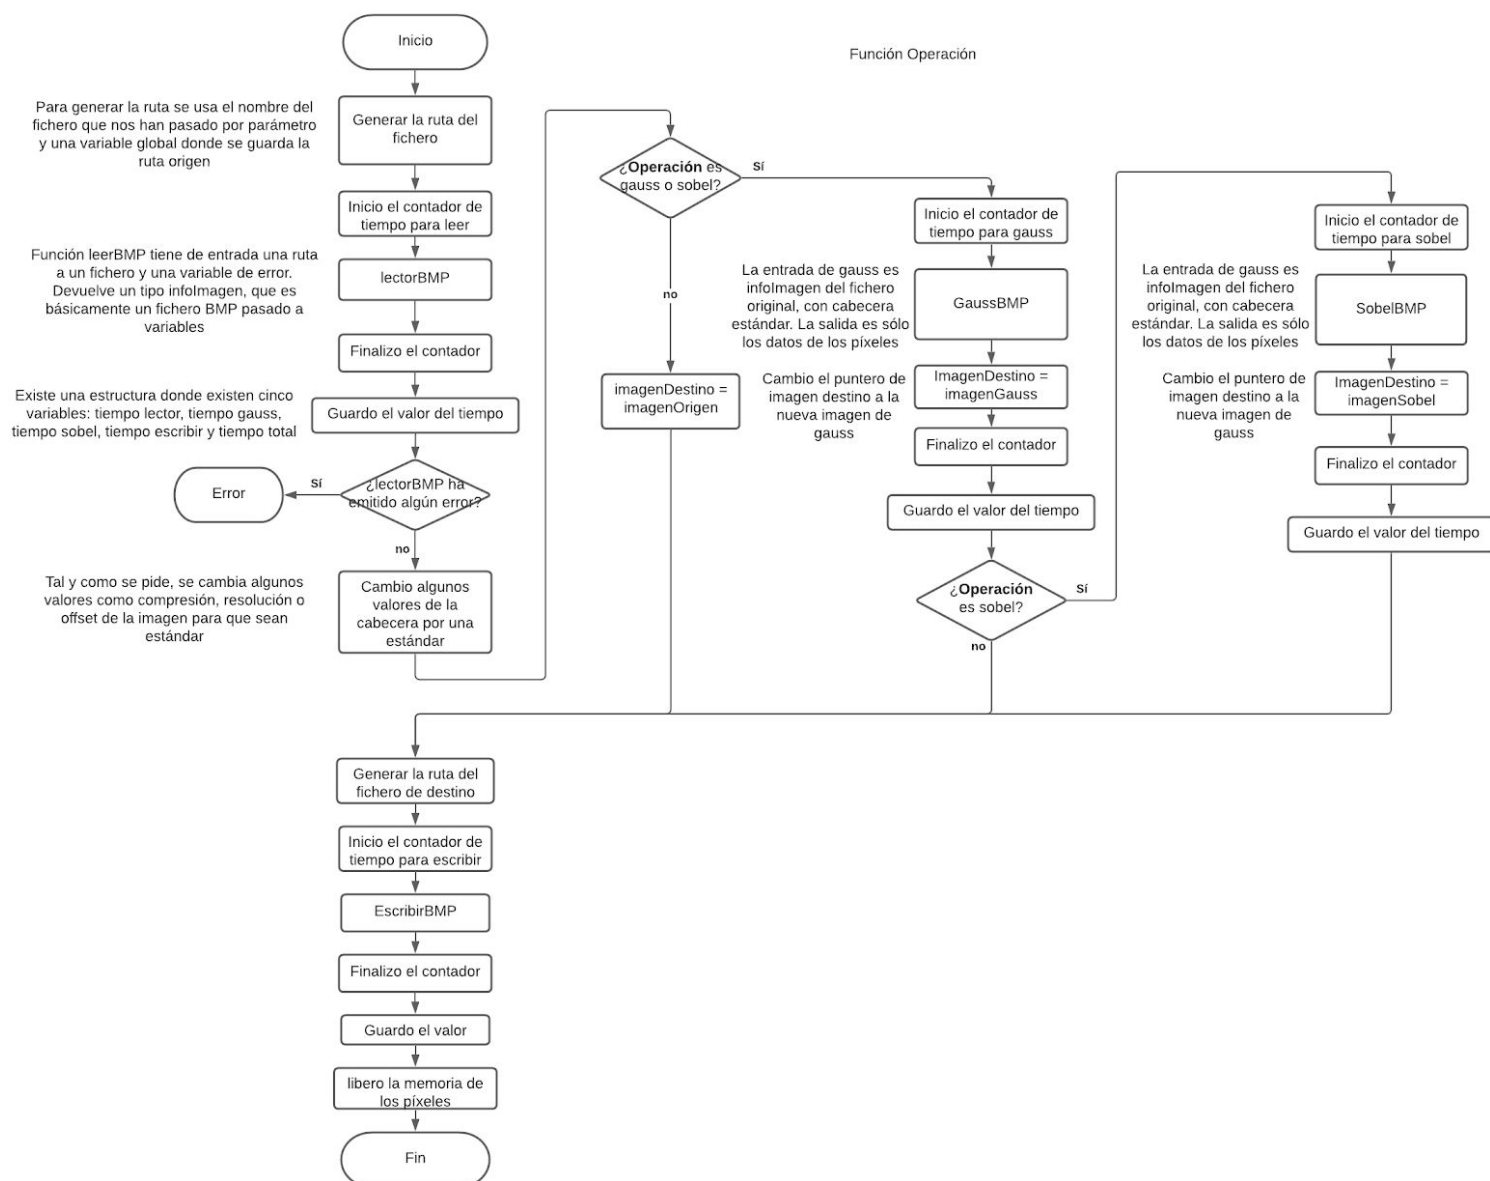 Inicio
Función Operación
Para generar la ruta se usa el nombre del
fichero que nos han pasado por parámetro
y una variable global donde se guarda la
ruta origen
Generar la ruta del
fichero
Inicio el contador de
tiempo para leer
Función leerBMP tiene de entrada una ruta
a un fichero y una variable de error.
Devuelve un tipo infoImagen, que es
básicamente un fichero BMP pasado a
variables
lectorBMP
Finalizo el contador
Existe una estructura donde existen cinco
variables: tiempo lector, tiempo gauss,
tiempo sobel, tiempo escribir y tiempo total
Guardo el valor del tiempo
¿lectorBMP ha
emitido algún error?
Sí
Error
no
Tal y como se pide, se cambia algunos
valores como compresión, resolución o
offset de la imagen para que sean
estándar
Cambio algunos
valores de la
cabecera por una
estándar
¿Operación es
gauss o sobel?
Sí
no
imagenDestino =
imagenOrigen
Inicio el contador de
tiempo para gauss
La entrada de gauss es
infoImagen del fichero
original, con cabecera
estándar. La salida es sólo
los datos de los píxeles
GaussBMP
Cambio el puntero de
imagen destino a la
nueva imagen de
gauss
ImagenDestino =
imagenGauss
Finalizo el contador
Guardo el valor del tiempo
¿Operación
es sobel?
Sí
no
Inicio el contador de
tiempo para sobel
La entrada de gauss es
infoImagen del fichero
original, con cabecera
estándar. La salida es sólo
los datos de los píxeles
SobelBMP
Cambio el puntero de
imagen destino a la
nueva imagen de
gauss
ImagenDestino =
imagenSobel
Finalizo el contador
Guardo el valor del tiempo
Generar la ruta del
fichero de destino
Inicio el contador de
tiempo para escribir
EscribirBMP
Finalizo el contador
Guardo el valor
libero la memoria de
los píxeles
Fin